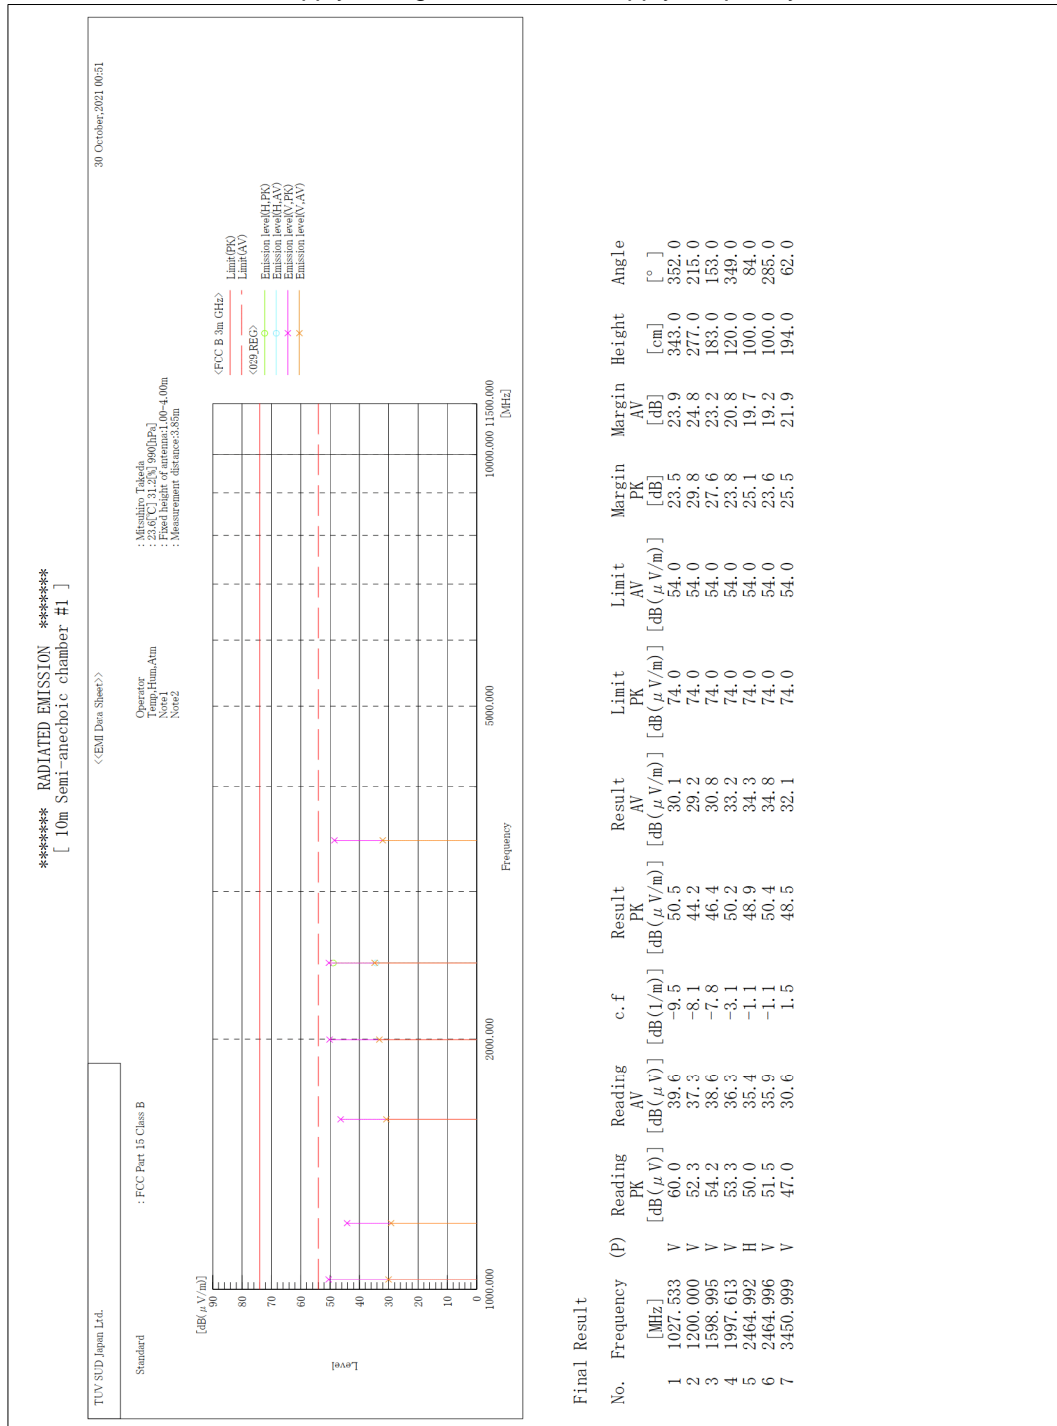 ****** RADIATED EMISSION ******
[ 10m Semi-anechoic chamber #1 ]
TUV SUD Japan Ltd.
<<EMI Data Sheet>>
30 October,2021 00:51
Standard : FCC Part 15 Class B
Operator : Mitsuhiro Takeda
Temp,Hum,Atm : 23.6[℃] 31.2[%] 990[hPa]
Note1 : Fixed height of antenna:1.00-4.00m
Note2 : Measurement distance:3.85m
<FCC B 3m GHz>
Limit(PK)
Limit(AV)
<029_REG>
Emission level(H,PK)
Emission level(H,AV)
Emission level(V,PK)
Emission level(V,AV)
[dB(μV/m)]
90
80
70
60
50
40
30
20
10
0
Level
1000.000 2000.000 5000.000 10000.000 11500.000
[MHz]
Frequency
Final Result
No. Frequency (P) Reading Reading c.f Result Result Limit Limit Margin Margin Height Angle
PK AV PK AV PK AV PK AV
[MHz] [dB(μV)] [dB(μV)] [dB(1/m)] [dB(μV/m)] [dB(μV/m)] [dB(μV/m)] [dB(μV/m)] [dB] [dB] [cm] [° ]
1 1027.533 V 60.0 39.6 -9.5 50.5 30.1 74.0 54.0 23.5 23.9 343.0 352.0
2 1200.000 V 52.3 37.3 -8.1 44.2 29.2 74.0 54.0 29.8 24.8 277.0 215.0
3 1598.995 V 54.2 38.6 -7.8 46.4 30.8 74.0 54.0 27.6 23.2 183.0 153.0
4 1997.613 V 53.3 36.3 -3.1 50.2 33.2 74.0 54.0 23.8 20.8 120.0 349.0
5 2464.992 H 50.0 35.4 -1.1 48.9 34.3 74.0 54.0 25.1 19.7 100.0 84.0
6 2464.996 V 51.5 35.9 -1.1 50.4 34.8 74.0 54.0 23.6 19.2 100.0 285.0
7 3450.999 V 47.0 30.6 1.5 48.5 32.1 74.0 54.0 25.5 21.9 194.0 62.0